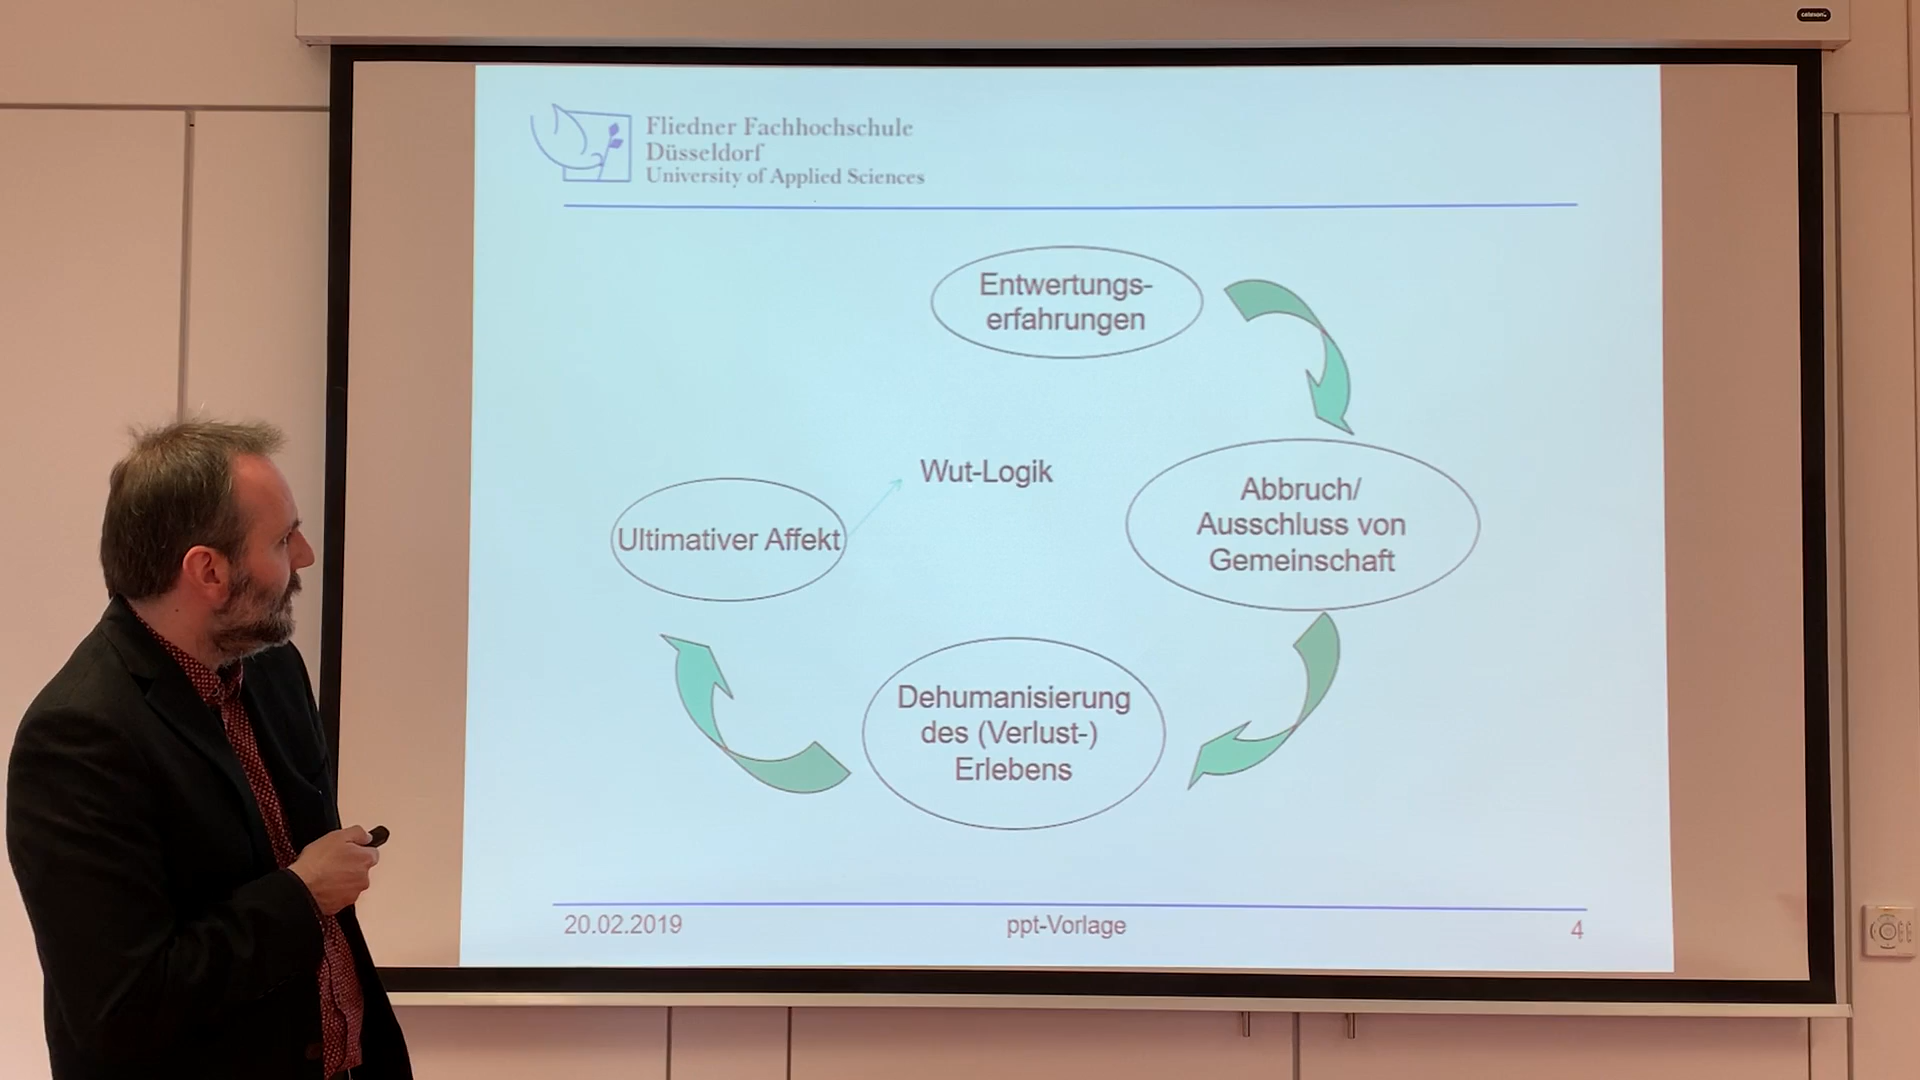 Fliedner Fachhochschule
Düsseldorf
University of Applied Sciences
Entwertungs-
erfahrungen
Wut-Logik
Abbruch/
Ausschluss von
Gemeinschaft
Ultimativer Affekt
Dehumanisierung
des (Verlust-)
Erlebens
20.02.2019
ppt-Vorlage
4